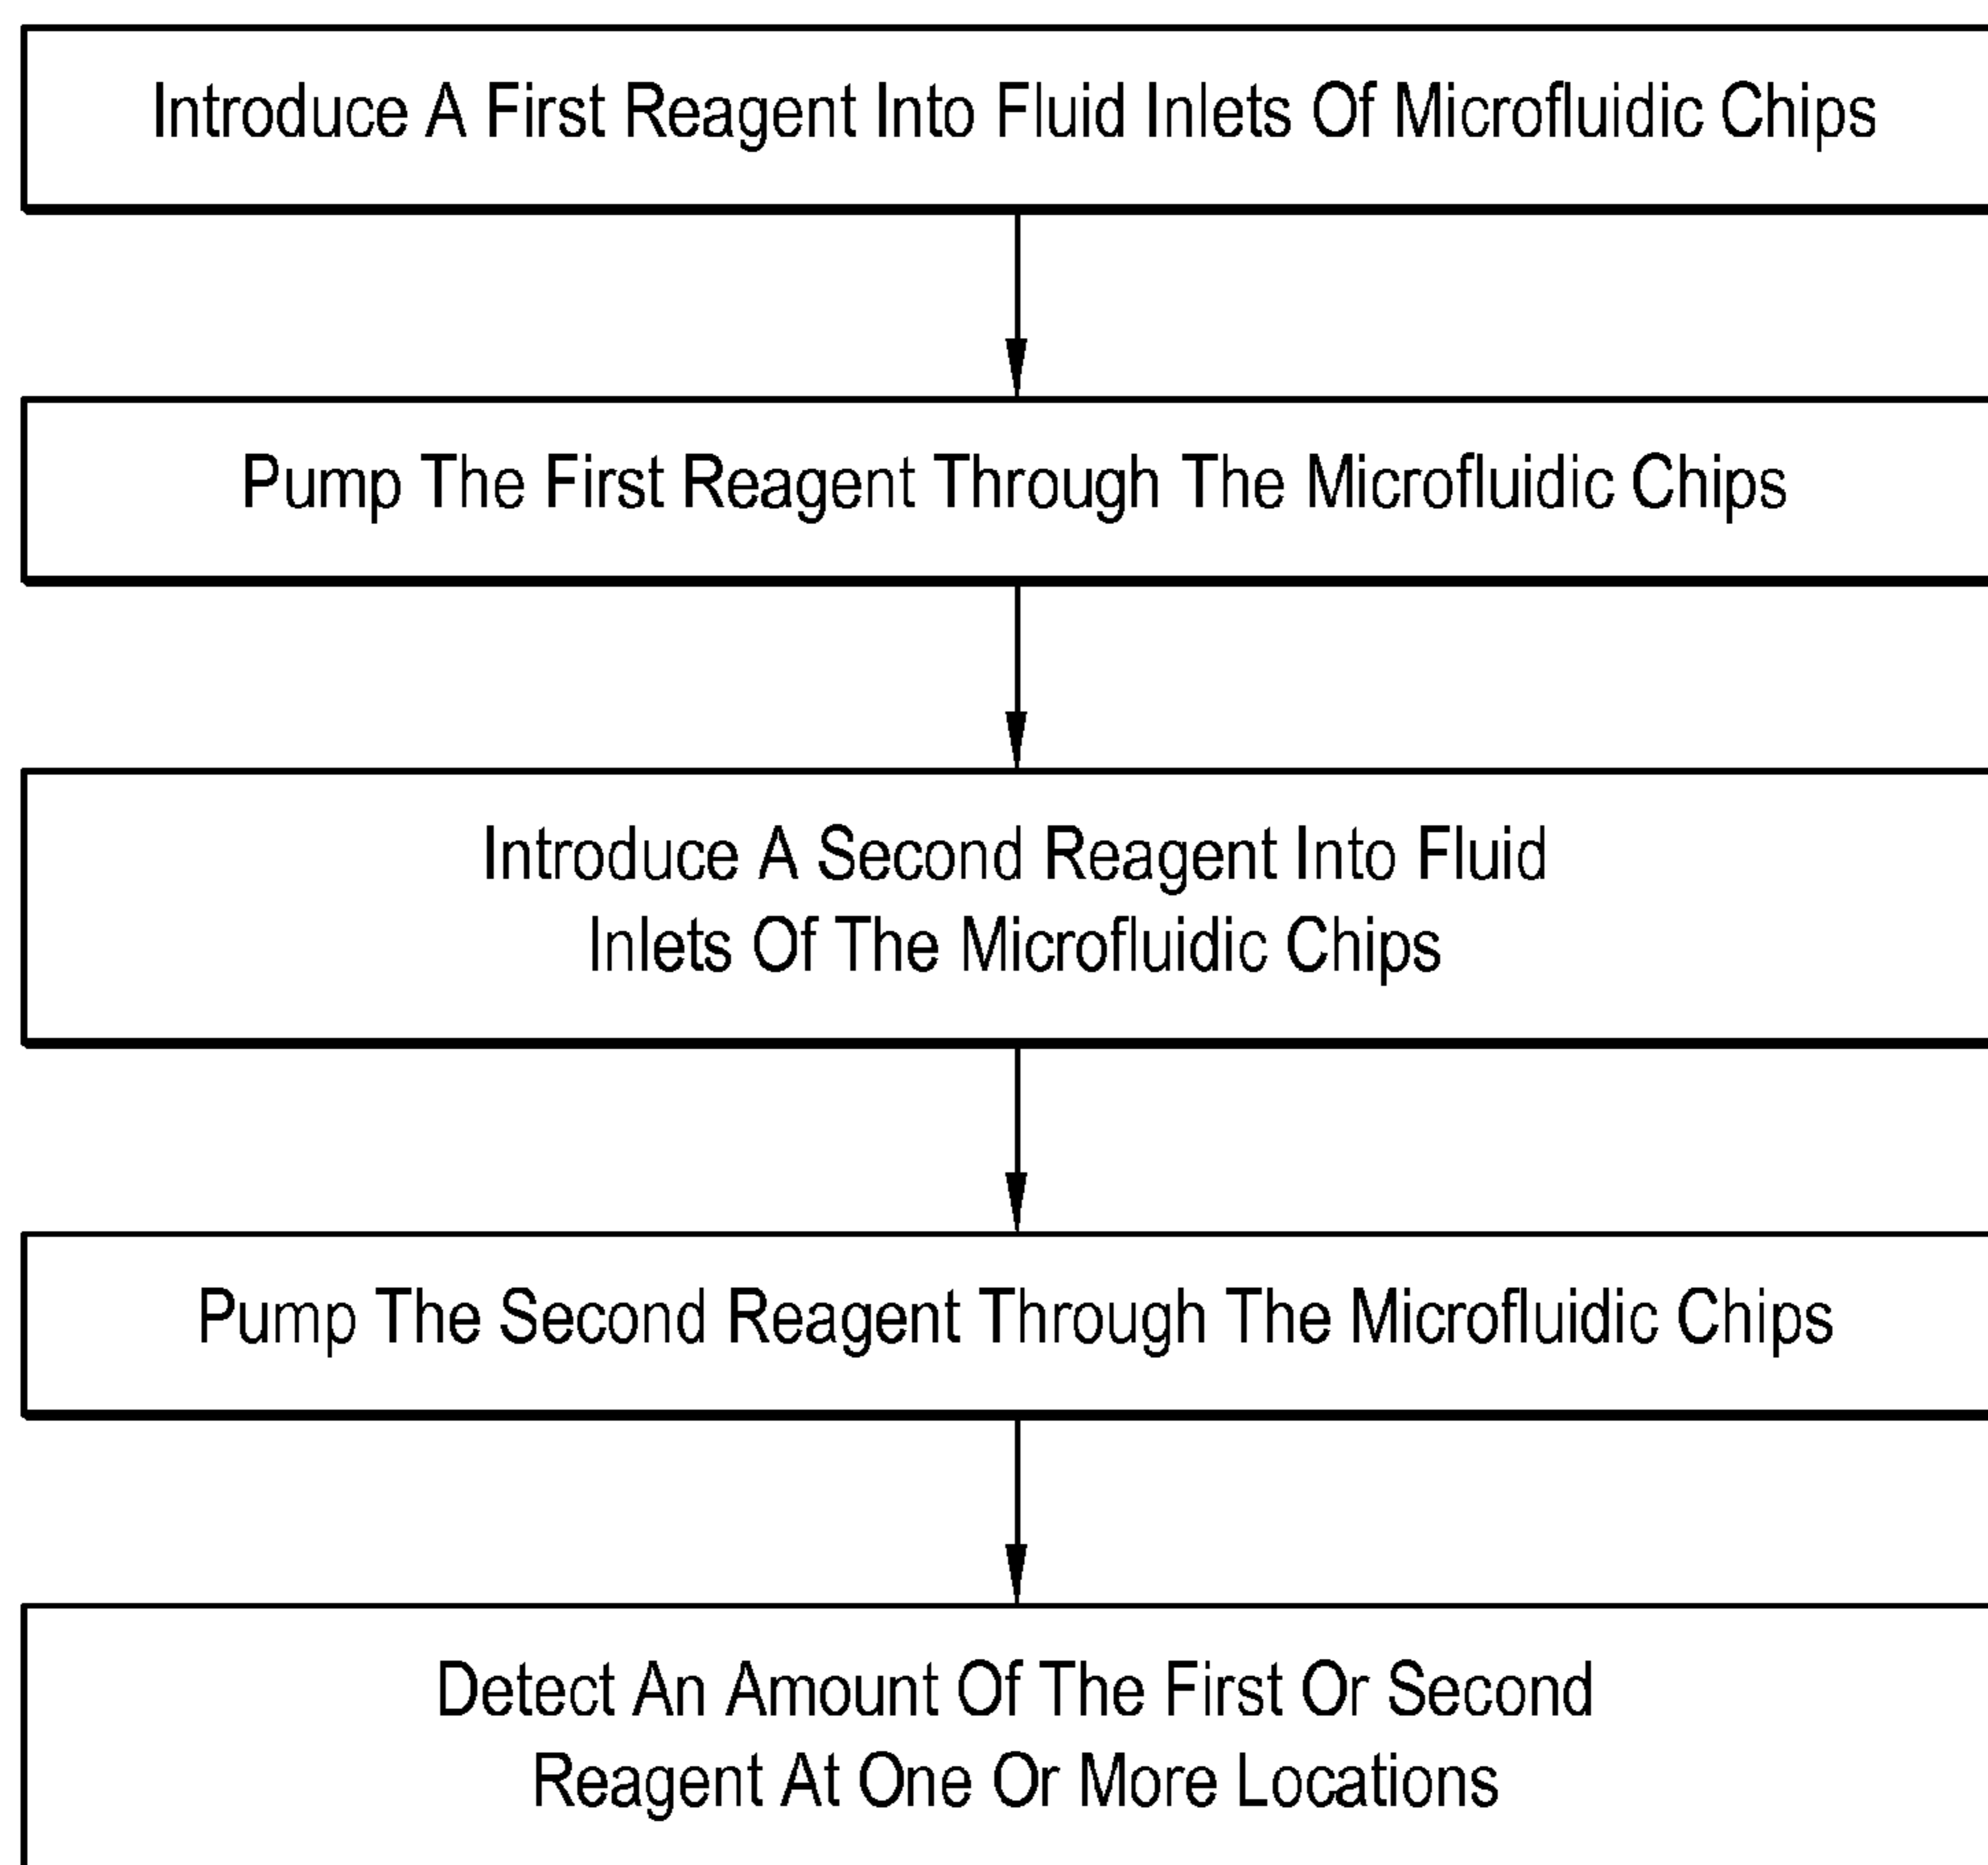 Introduce A First Reagent Into Fluid Inlets Of Microfluidic Chips
Pump The First Reagent Through The Microfluidic Chips
Introduce A Second Reagent Into Fluid
Inlets Of The Microfluidic Chips
Pump The Second Reagent Through The Microfluidic Chips
Detect An Amount Of The First Or Second
Reagent At One Or More Locations